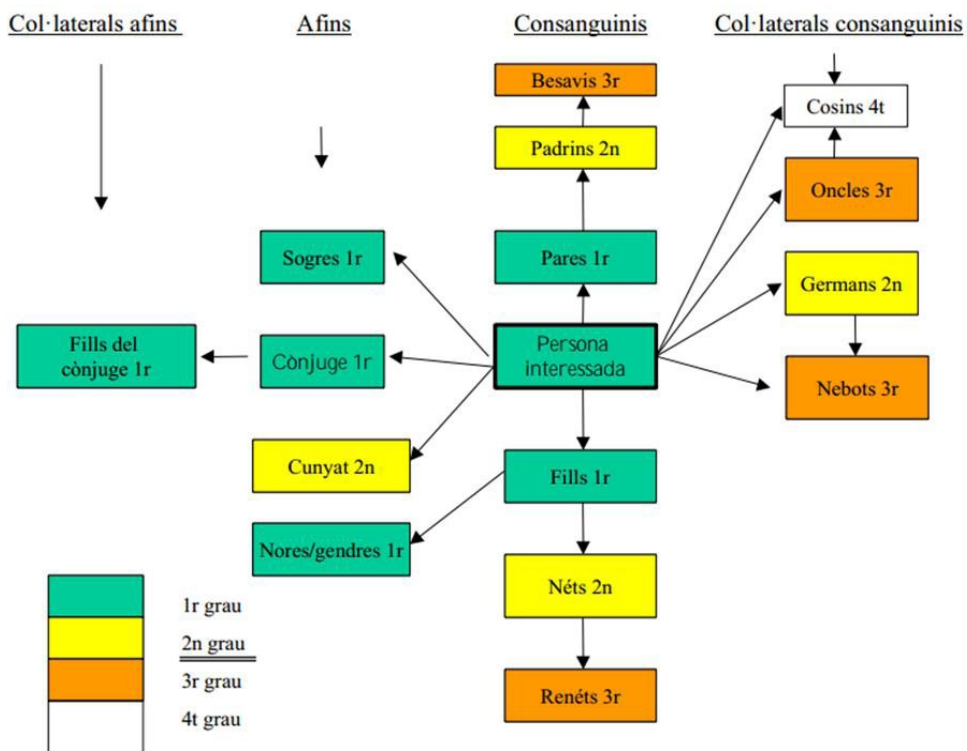 Col·laterals afins
Afins
Consanguinis
Col·laterals consanguinis
Besavis 3r
Cosins 4t
Padrins 2n
Oncles 3r
Sogres 1r
Pares 1r
Germans 2n
Fills del
cònjuge 1r
Cònjuge 1r
Persona
interessada
Nebots 3r
Cunyat 2n
Fills 1r
Nores/gendres 1r
Néts 2n
1r grau
2n grau
3r grau
4t grau
Renéts 3r